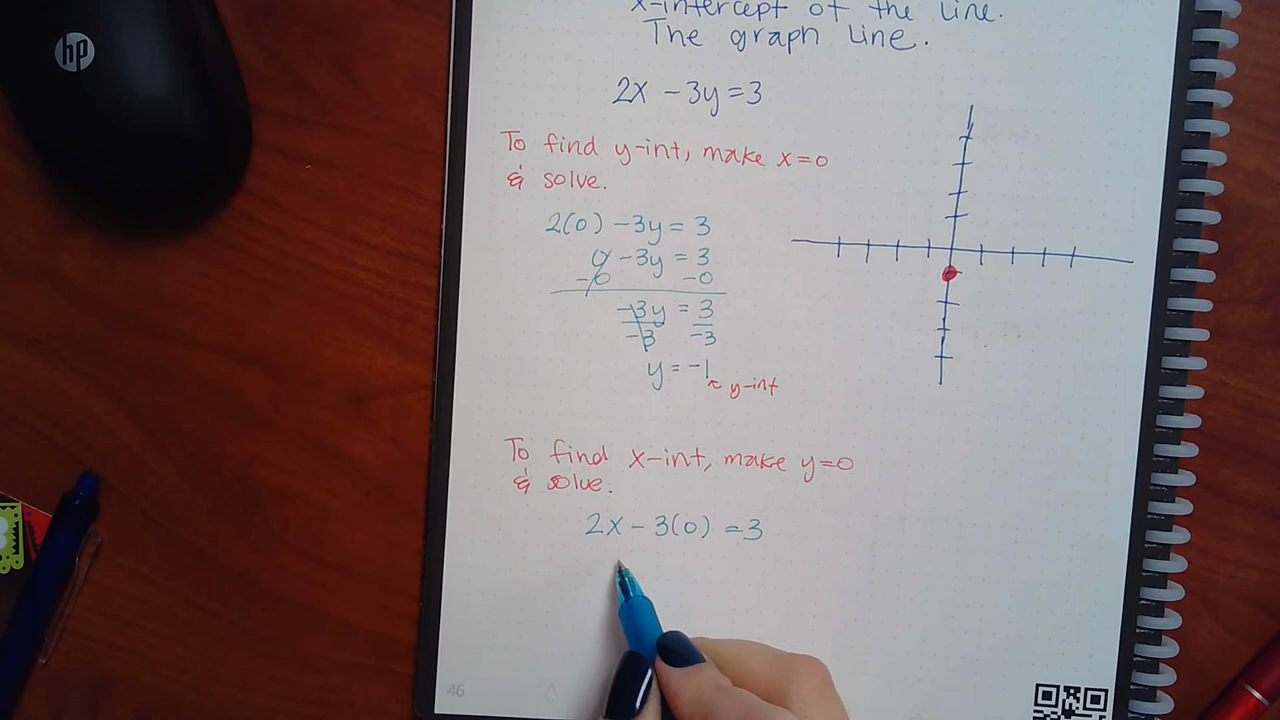 hp
x-intercept of the line.
The graph line.
2x - 3y = 3
To find y-int, make x=0
& solve.
2(0) - 3y = 3
0 - 3y = 3
-0 -0
-3y = 3
-3 -3
y = -1
y-int
To find x-int, make y=0
& solve.
2x - 3(0) = 3
46